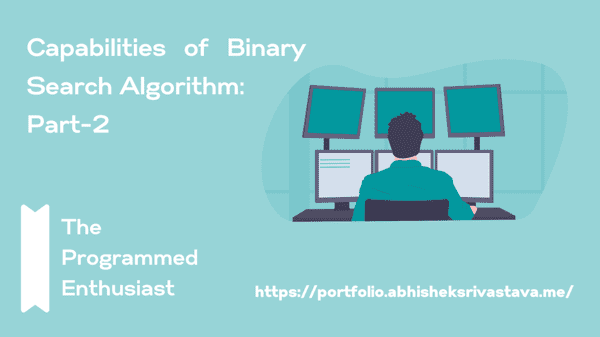 Capabilities of Binary
Search Algorithm:
Part-2
The
Programmed
Enthusiast
https://portfolio.abhisheksrivastava.me/